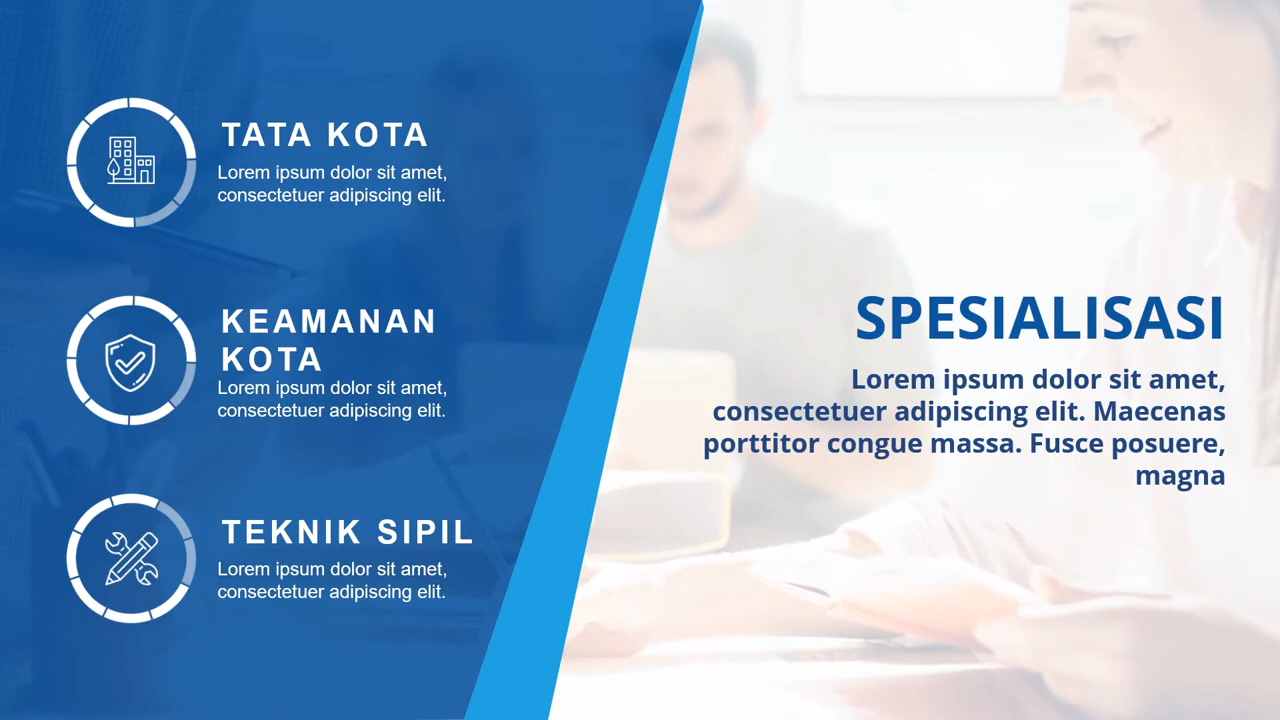 TATA KOTA
Lorem ipsum dolor sit amet,
consectetuer adipiscing elit.
KEAMANAN
KOTA
Lorem ipsum dolor sit amet,
consectetuer adipiscing elit.
TEKNIK SIPIL
Lorem ipsum dolor sit amet,
consectetuer adipiscing elit.
SPESIALISASI
Lorem ipsum dolor sit amet,
consectetuer adipiscing elit. Maecenas
porttitor congue massa. Fusce posuere,
magna